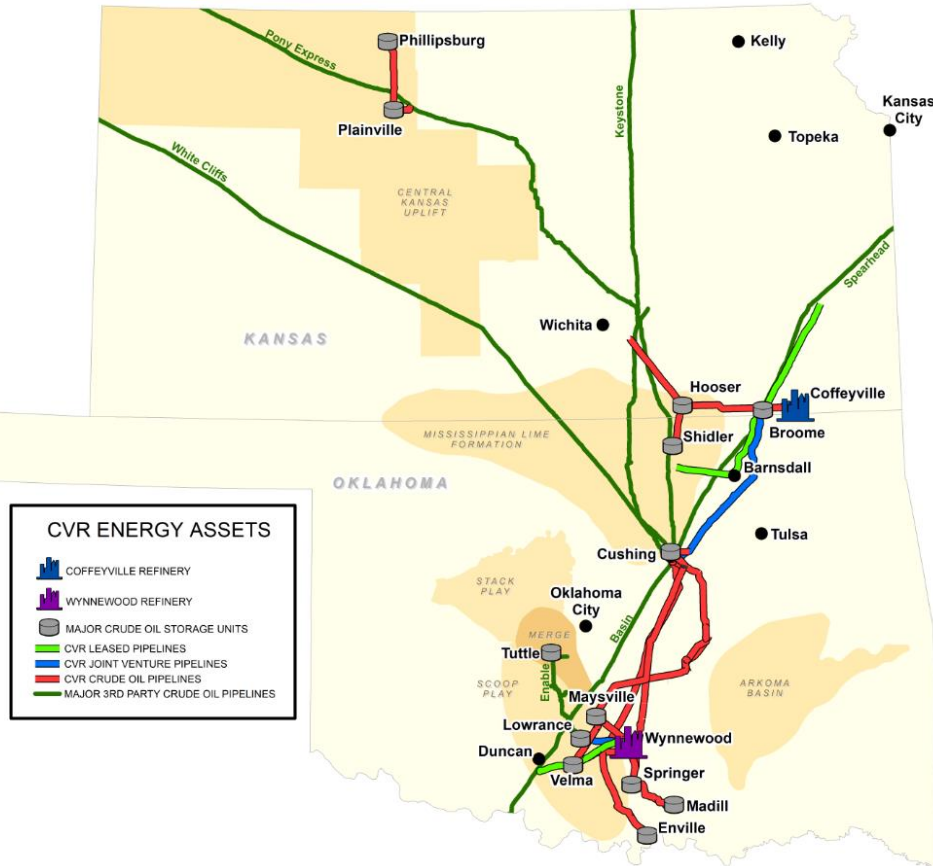 Phillipsburg
Kelly
Pony Express
Kansas
City
Plainville
Topeka
Keystone
White Cliffs
CENTRAL
KANSAS
UPLIFT
Spearhead
Wichita
KANSAS
Hooser
Coffeyville
Broome
MISSISSIPPIAN LIME
FORMATION
Shidler
Barnsdall
OKLAHOMA
CVR ENERGY ASSETS
COFFEYVILLE REFINERY
WYNNEWOOD REFINERY
MAJOR CRUDE OIL STORAGE UNITS
CVR LEASED PIPELINES
CVR JOINT VENTURE PIPELINES
CVR CRUDE OIL PIPELINES
MAJOR 3RD PARTY CRUDE OIL PIPELINES
Tulsa
Cushing
STACK
PLAY
Oklahoma
City
Basin
MERGE
Tuttle
SCOOP
PLAY
Enable
ARKOMA
BASIN
Maysville
Lowrance
Wynnewood
Duncan
Velma
Springer
Madill
Enville